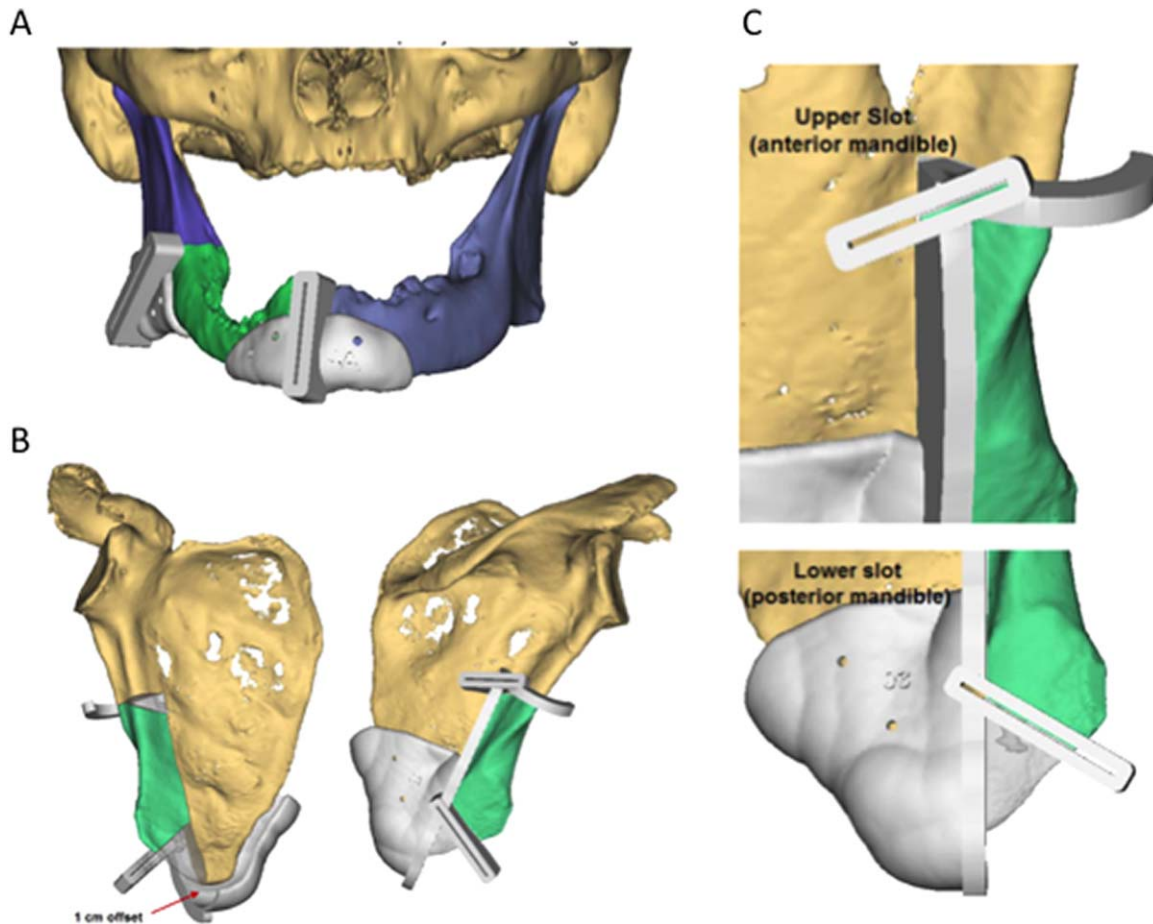 A
C
Upper Slot
(anterior mandible)
B
Lower slot
(posterior mandible)
1 cm offset